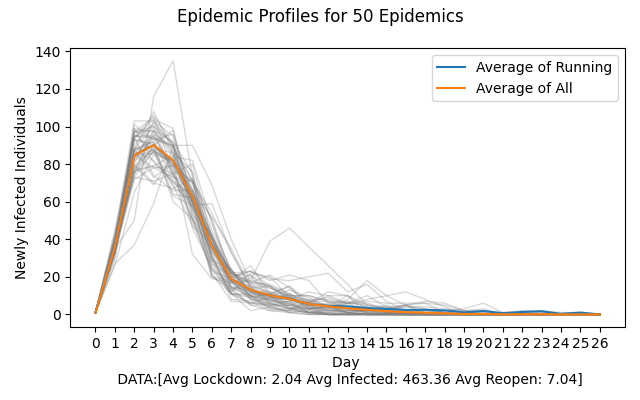 Epidemic Profiles for 50 Epidemics
Newly Infected Individuals
140
120
100
80
60
40
20
0
Average of Running
Average of All
0 1 2 3 4 5 6 7 8 9 10 11 12 13 14 15 16 17 18 19 20 21 22 23 24 25 26
Day
DATA:[Avg Lockdown: 2.04 Avg Infected: 463.36 Avg Reopen: 7.04]